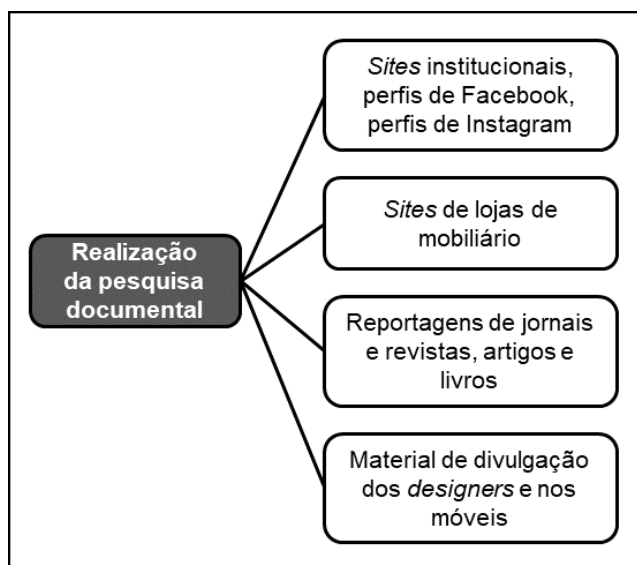 Realização
da pesquisa
documental
Sites institucionais,
perfis de Facebook,
perfis de Instagram
Sites de lojas de
mobiliário
Reportagens de jornais
e revistas, artigos e
livros
Material de divulgação
dos designers e nos
móveis